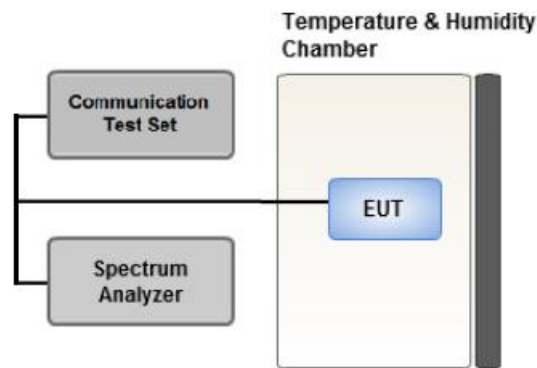 Temperature & Humidity
Chamber
Communication
Test Set
EUT
Spectrum
Analyzer